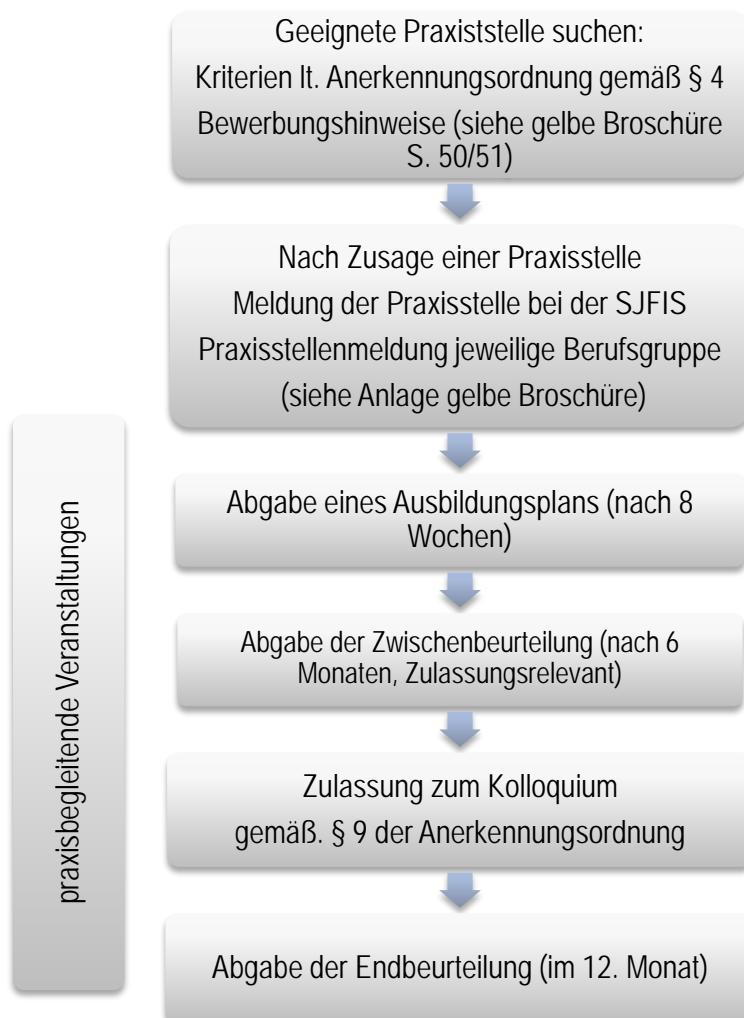 Geeignete Praxiststelle suchen:
Kriterien lt. Anerkennungsordnung gemäß § 4
Bewerbungshinweise (siehe gelbe Broschüre
S. 50/51)
Nach Zusage einer Praxisstelle
Meldung der Praxisstelle bei der SJFIS
Praxisstellenmeldung jeweilige Berufsgruppe
(siehe Anlage gelbe Broschüre)
praxisbegleitende Veranstaltungen
Abgabe eines Ausbildungsplans (nach 8
Wochen)
Abgabe der Zwischenbeurteilung (nach 6
Monaten, Zulassungsrelevant)
Zulassung zum Kolloquium
gemäß. § 9 der Anerkennungsordnung
Abgabe der Endbeurteilung (im 12. Monat)